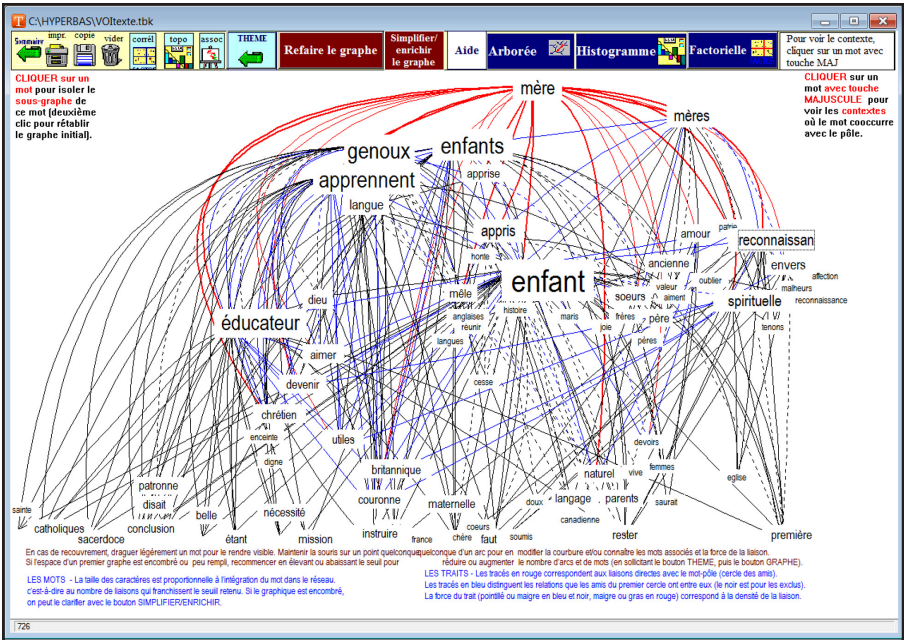 C:\HYPERBAS\VOItexte.tbk
Sommaire
impr.
copie
vider
corrél
topo
assoc
THEME
Refaire le graphe
Simplifier/
enrichir
le graphe
Aide
Arborée
Histogramme
Factorielle
Pour voir le contexte,
cliquer sur un mot avec
touche MAJ
CLIQUER sur un
mot pour isoler le
sous-graphe de
ce mot (deuxième
clic pour rétablir
le graphe initial).
CLIQUER sur un
mot avec touche
MAJUSCULE pour
voir les contextes
où le mot cooccurre
avec le pôle.
mère
mères
genoux
enfants
apprennent
apprise
langue
appris
amour
patrie
reconnaissan
honte
ancienne
envers
cesse
enfant
oublier
affection
malheurs
mêle
soeurs
valeur
aiment
spirituelle
reconnaissance
dieu
histoire
anglaises
réunir
maris
frères
joie
père
tenons
éducateur
langues
pères
aimer
devenir
cesse
chrétien
enceinte
utiles
devoirs
digne
britannique
naturel
vive
femmes
eglise
patronne
disait
couronne
maternelle
doux
langage
parents
saurait
sainte
belle
nécessité
canadienne
catholiques
sacerdoce
conclusion
étant
mission
instruire
france
chère
coeurs
faut
soumis
rester
première
En cas de recouvrement, draguer légérement un mot pour le rendre visible. Maintenir la souris sur un point quelconque
quelconque d'un arc pour en modifier la courbure et/ou connaître les mots associés et la force de la liaison.
Si l'espace d'un premier graphe est encombré ou peu rempli, recommencer en élevant ou abaissant le seuil pour
réduire ou augmenter le nombre d'arcs et de mots (en sollicitant le bouton THEME, puis le bouton GRAPHE).
LES MOTS - La taille des caractères est proportionelle à l'intégration du mot dans le réseau.
c'est-à-dire au nombre de liaisons qui franchissent le seuil retenu. Si le graphique est encombré,
on peut le clarifier avec le bouton SIMPLIFIER/ENRICHIR.
LES TRAITS - Les tracés en rouge correspondent aux liaisons directes avec le mot-pôle (cercle des amis).
Les tracés en bleu distinguent les relations que les amis du premier cercle ont entre eux (le noir est pour les exclus).
La force du trait (pointillé ou maigre en bleu et noir, maigre ou gras en rouge) correspond à la densité de la liaison.
726